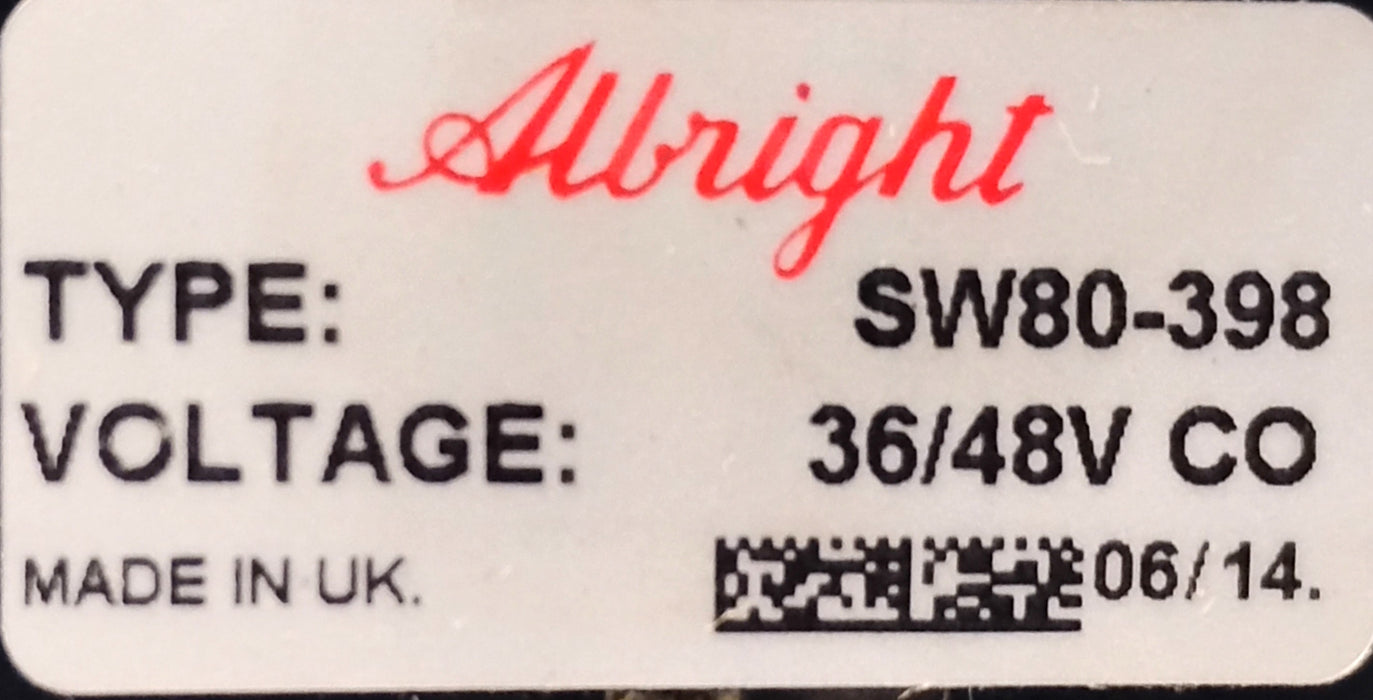 Albright
TYPE: SW80-398
VOLTAGE: 36/48V CO
MADE IN UK. 06/14.